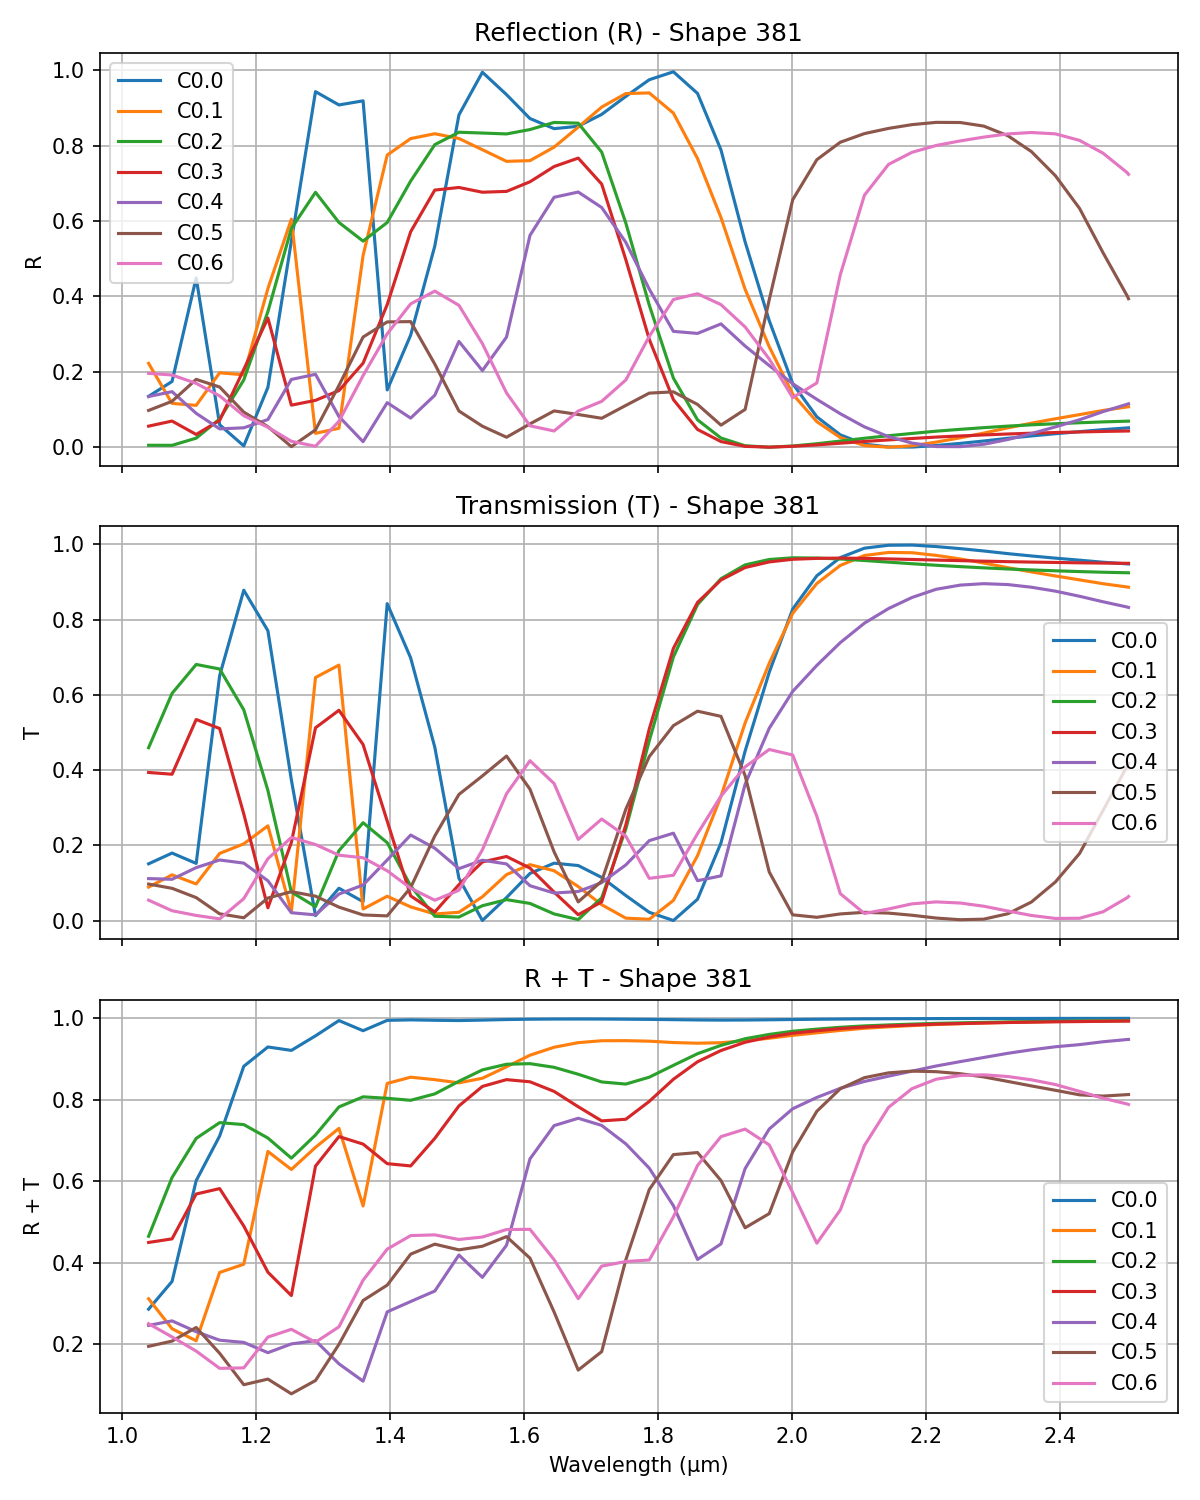 Reflection (R) - Shape 381
1.0
0.8
0.6
0.4
0.2
0.0
R
C0.0
C0.1
C0.2
C0.3
C0.4
C0.5
C0.6
Transmission (T) - Shape 381
1.0
0.8
0.6
0.4
0.2
0.0
T
C0.0
C0.1
C0.2
C0.3
C0.4
C0.5
C0.6
R + T - Shape 381
1.0
0.8
0.6
0.4
0.2
R + T
C0.0
C0.1
C0.2
C0.3
C0.4
C0.5
C0.6
1.0 1.2 1.4 1.6 1.8 2.0 2.2 2.4
Wavelength (μm)